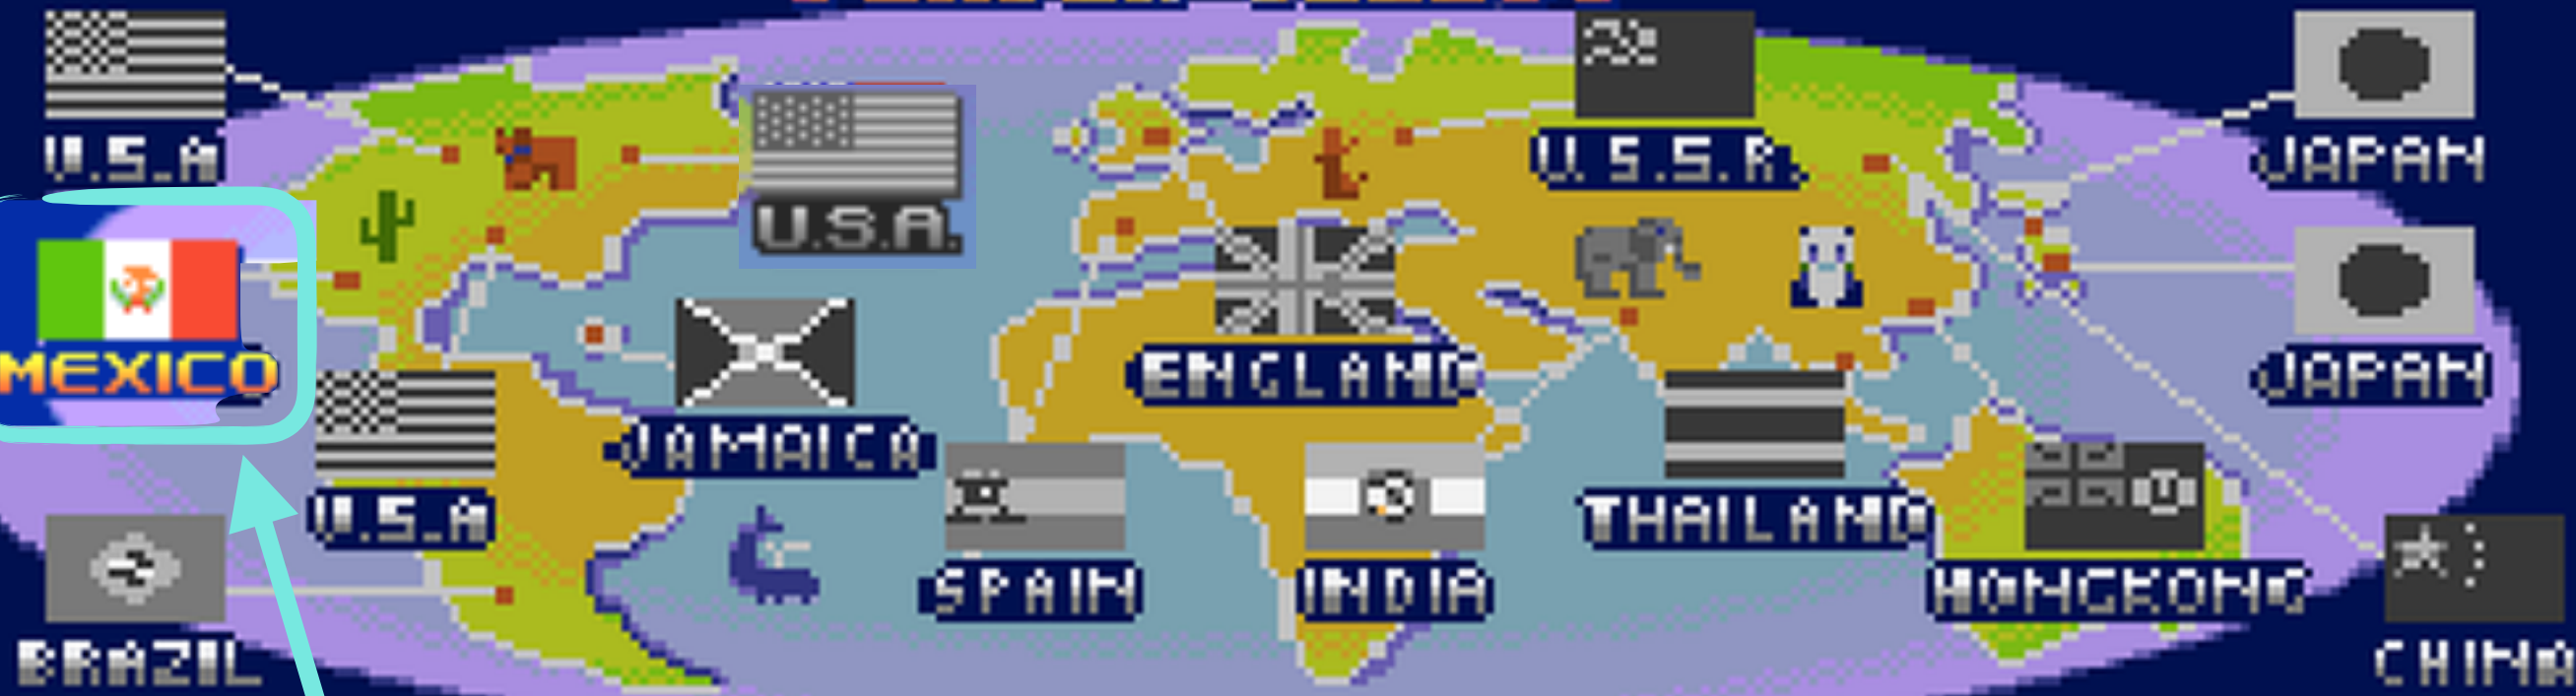 U.S.A
U.S.A.
U.S.S.R.
JAPAN
MEXICO
ENGLAND
JAPAN
U.S.A
JAMAICA
SPAIN
INDIA
THAILAND
HONGKONG
BRAZIL
CHINA